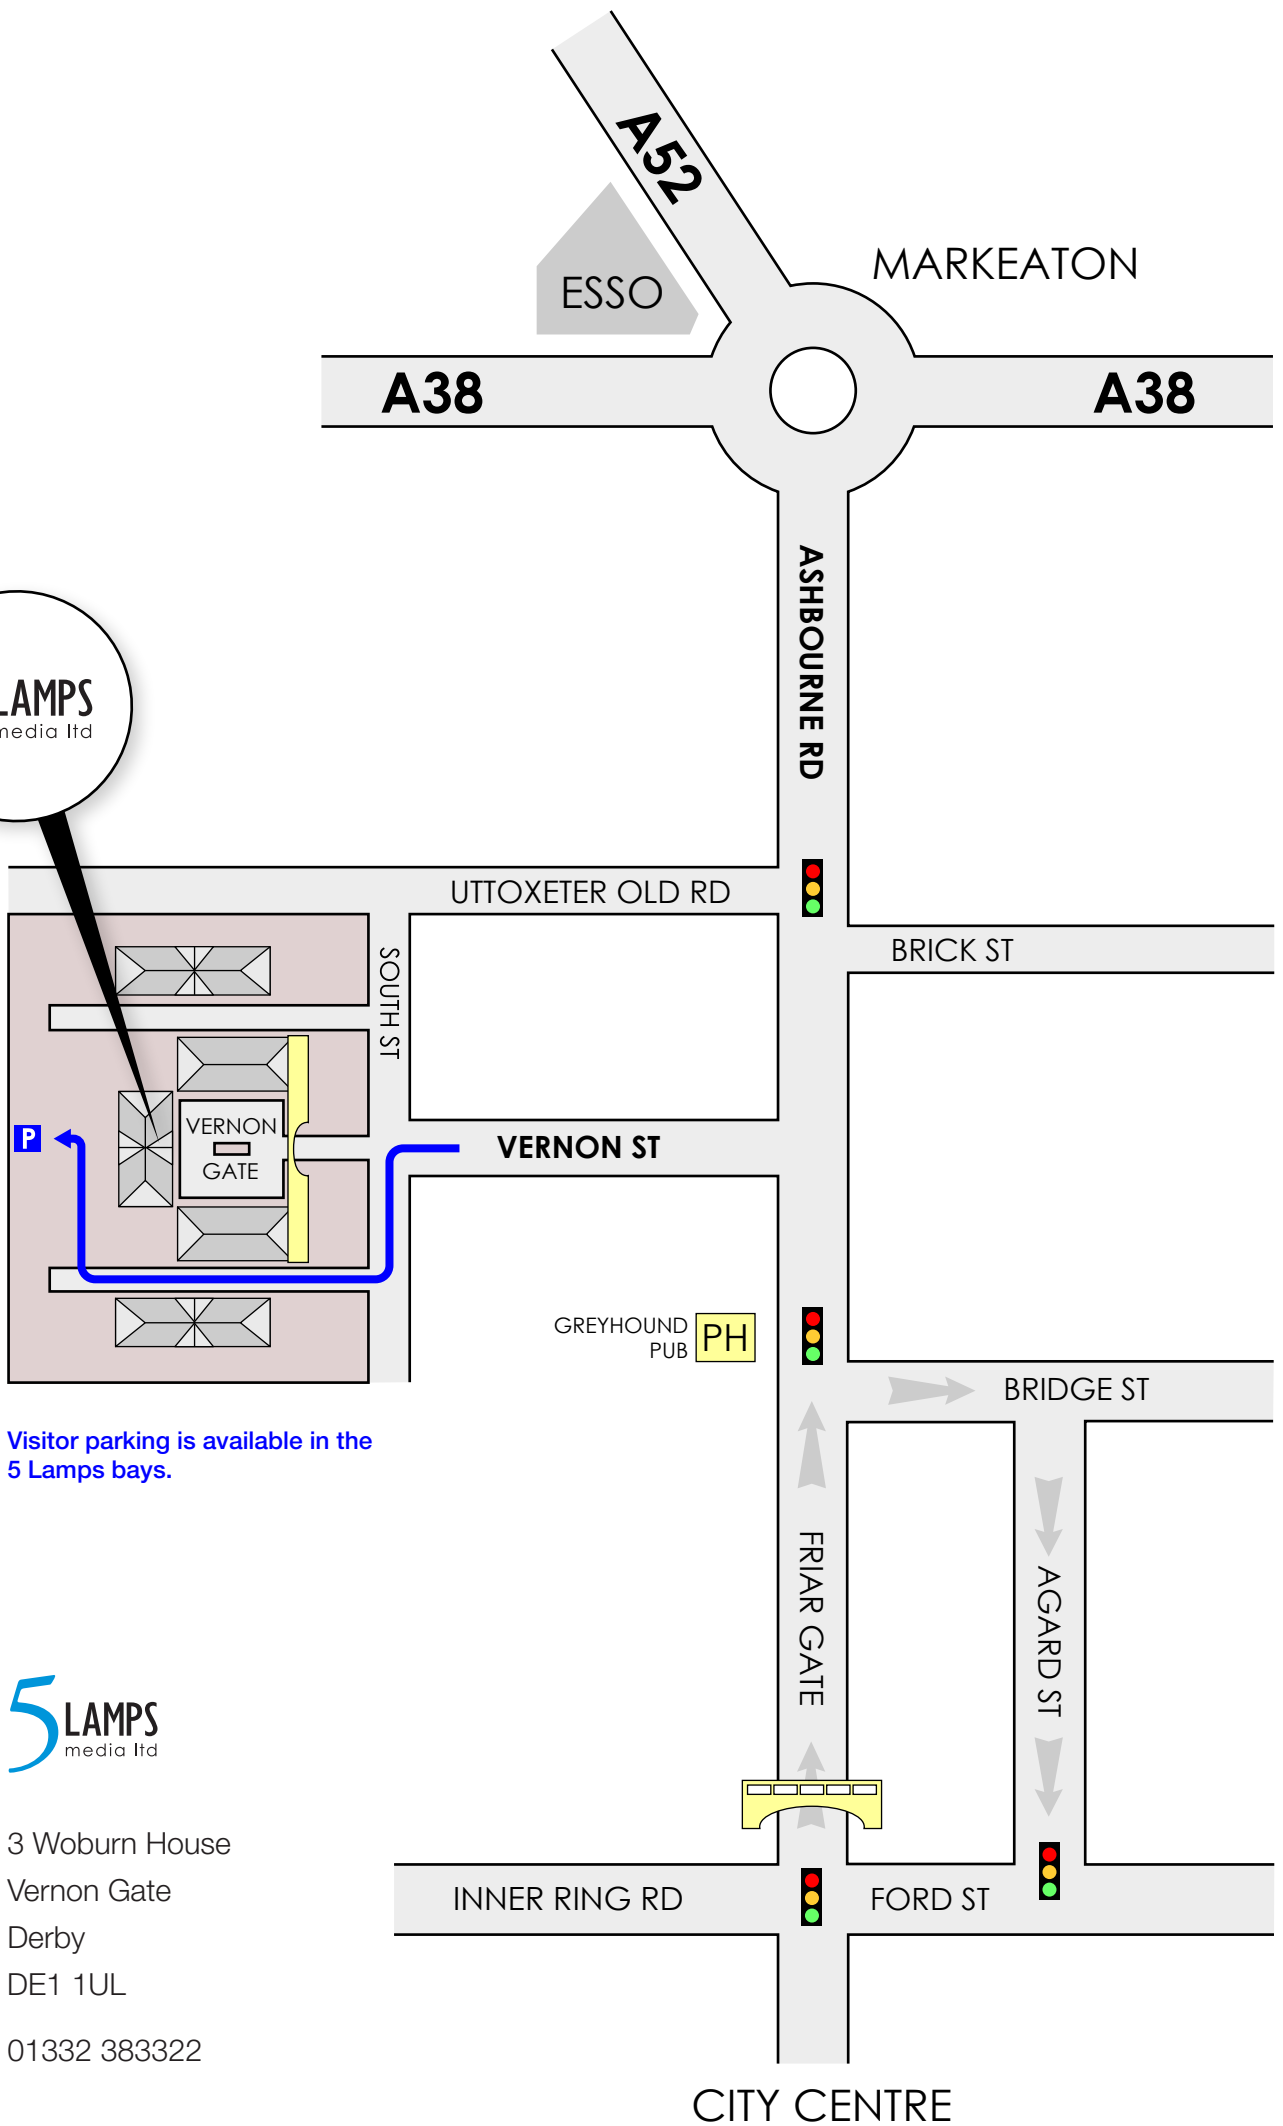 A52
MARKEATON
ESSO
A38
A38
ASHBOURNE RD
LAMPS
media ltd
UTTOXETER OLD RD
BRICK ST
SOUTH ST
P
VERNON
GATE
VERNON ST
GREYHOUND
PUB
PH
BRIDGE ST
Visitor parking is available in the
5 Lamps bays.
FRIAR GATE
AGARD ST
5 LAMPS
media ltd
3 Woburn House
Vernon Gate
Derby
DE1 1UL
01332 383322
INNER RING RD
FORD ST
CITY CENTRE